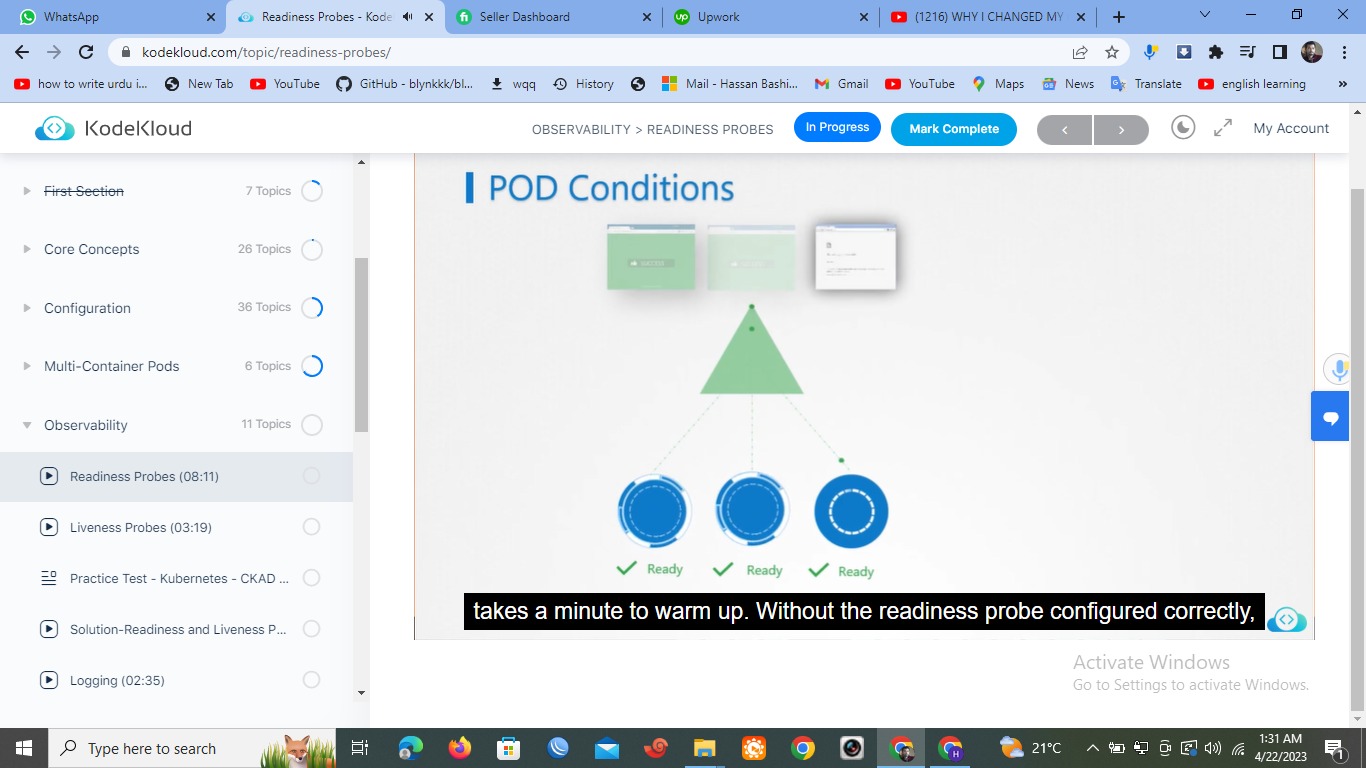 WhatsApp
Readiness Probes - Kode
Seller Dashboard
Upwork
(1216) WHY I CHANGED MY
kodekloud.com/topic/readiness-probes/
how to write urdu i...
New Tab
YouTube
GitHub - blynkkk/bl...
wqq
History
Mail - Hassan Bashi...
Gmail
YouTube
Maps
News
Translate
english learning
»
KodeKloud
OBSERVABILITY > READINESS PROBES
In Progress
Mark Complete
My Account
First Section
7 Topics
Core Concepts
26 Topics
Configuration
36 Topics
Multi-Container Pods
6 Topics
Observability
11 Topics
Readiness Probes (08:11)
Liveness Probes (03:19)
Practice Test - Kubernetes - CKAD ...
Solution-Readiness and Liveness P...
Logging (02:35)
POD Conditions
Ready
Ready
Ready
takes a minute to warm up. Without the readiness probe configured correctly,
Activate Windows
Go to Settings to activate Windows.
Type here to search
H
21°C
1:31 AM
4/22/2023
1